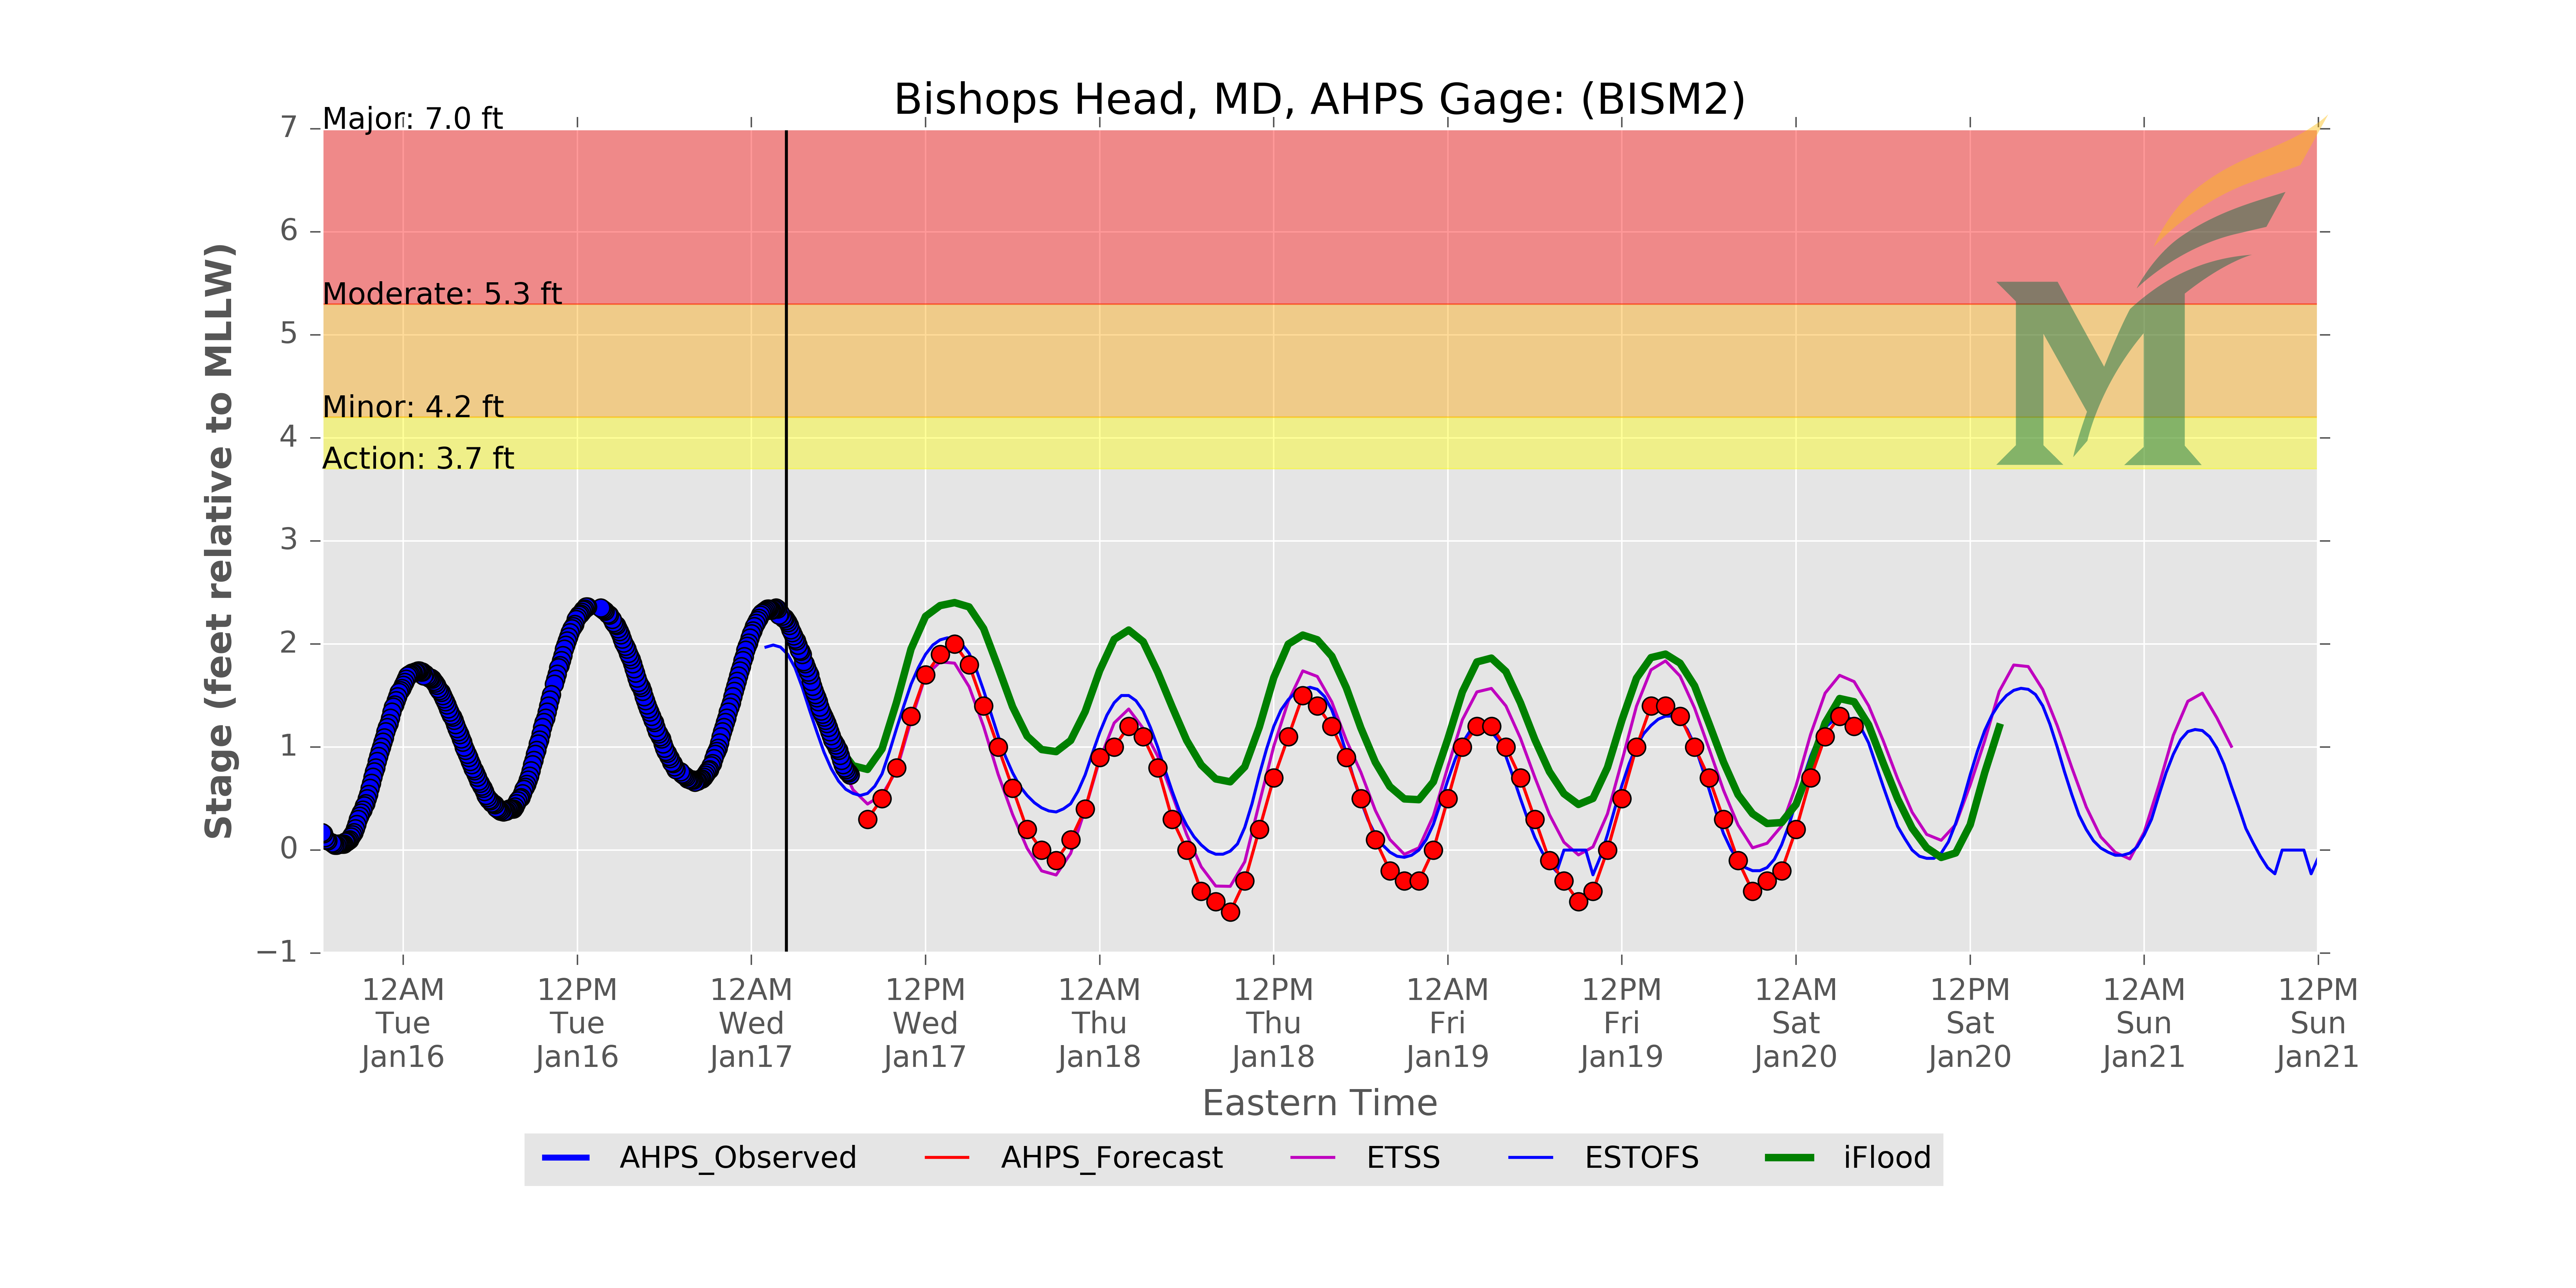 Bishops Head, MD, AHPS Gage: (BISM2)
Major: 7.0 ft
Moderate: 5.3 ft
Minor: 4.2 ft
Action: 3.7 ft
Stage (feet relative to MLLW)
7
6
5
4
3
2
1
0
−1
12AM Tue Jan16
12PM Tue Jan16
12AM Wed Jan17
12PM Wed Jan17
12AM Thu Jan18
12PM Thu Jan18
12AM Fri Jan19
12PM Fri Jan19
12AM Sat Jan20
12PM Sat Jan20
12AM Sun Jan21
12PM Sun Jan21
Eastern Time
AHPS_Observed AHPS_Forecast ETSS ESTOFS iFlood
M